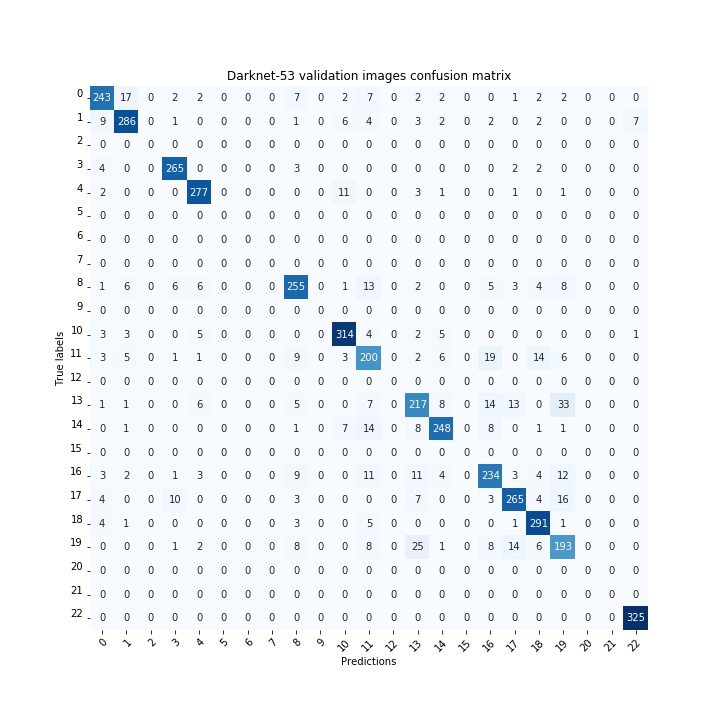 Darknet-53 validation images confusion matrix
0 243 17 0 2 2 0 0 0 7 0 2 7 0 2 2 0 0 1 2 2 0 0 0
1 9 286 0 1 0 0 0 0 1 0 6 4 0 3 2 0 2 0 2 0 0 0 7
2 0 0 0 0 0 0 0 0 0 0 0 0 0 0 0 0 0 0 0 0 0 0 0
3 4 0 0 265 0 0 0 0 3 0 0 0 0 0 0 0 0 2 2 0 0 0 0
4 2 0 0 0 277 0 0 0 0 0 11 0 0 3 1 0 0 1 0 1 0 0 0
5 0 0 0 0 0 0 0 0 0 0 0 0 0 0 0 0 0 0 0 0 0 0 0
6 0 0 0 0 0 0 0 0 0 0 0 0 0 0 0 0 0 0 0 0 0 0 0
7 0 0 0 0 0 0 0 0 0 0 0 0 0 0 0 0 0 0 0 0 0 0 0
8 1 6 0 6 6 0 0 0 255 0 1 13 0 2 0 0 5 3 4 8 0 0 0
9 0 0 0 0 0 0 0 0 0 0 0 0 0 0 0 0 0 0 0 0 0 0 0
10 3 3 0 0 5 0 0 0 0 0 314 4 0 2 5 0 0 0 0 0 0 0 1
11 3 5 0 1 1 0 0 0 9 0 3 200 0 2 6 0 19 0 14 6 0 0 0
12 0 0 0 0 0 0 0 0 0 0 0 0 0 0 0 0 0 0 0 0 0 0 0
13 1 1 0 0 6 0 0 0 5 0 0 7 0 217 8 0 14 13 0 33 0 0 0
14 0 1 0 0 0 0 0 0 1 0 7 14 0 8 248 0 8 0 1 1 0 0 0
15 0 0 0 0 0 0 0 0 0 0 0 0 0 0 0 0 0 0 0 0 0 0 0
16 3 2 0 1 3 0 0 0 9 0 0 11 0 11 4 0 234 3 4 12 0 0 0
17 4 0 0 10 0 0 0 0 3 0 0 0 0 7 0 0 3 265 4 16 0 0 0
18 4 1 0 0 0 0 0 0 3 0 0 5 0 0 0 0 0 1 291 1 0 0 0
19 0 0 0 1 2 0 0 0 8 0 0 8 0 25 1 0 8 14 6 193 0 0 0
20 0 0 0 0 0 0 0 0 0 0 0 0 0 0 0 0 0 0 0 0 0 0 0
21 0 0 0 0 0 0 0 0 0 0 0 0 0 0 0 0 0 0 0 0 0 0 0
22 0 0 0 0 0 0 0 0 0 0 0 0 0 0 0 0 0 0 0 0 0 0 325
True labels
0 1 2 3 4 5 6 7 8 9 10 11 12 13 14 15 16 17 18 19 20 21 22
Predictions